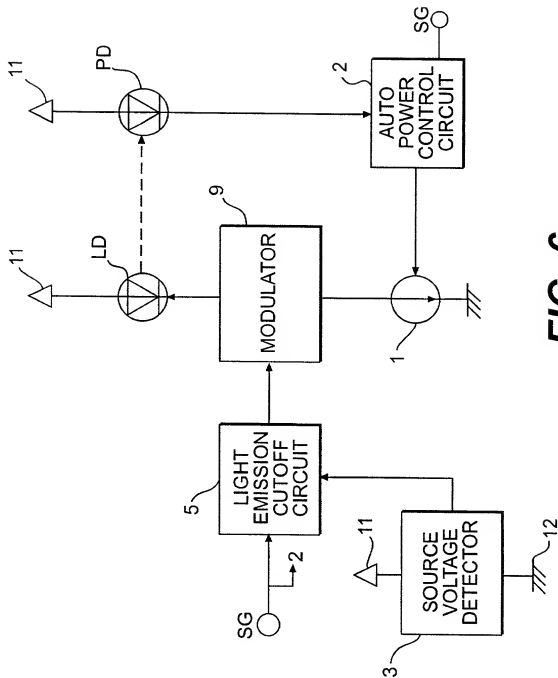 3
SOURCE
VOLTAGE
DETECTOR
11
12
SG
2
5
LIGHT
EMISSION
CUTOFF
CIRCUIT
11
LD
9
MODULATOR
1
11
PD
2
AUTO
POWER
CONTROL
CIRCUIT
SG
FIG.